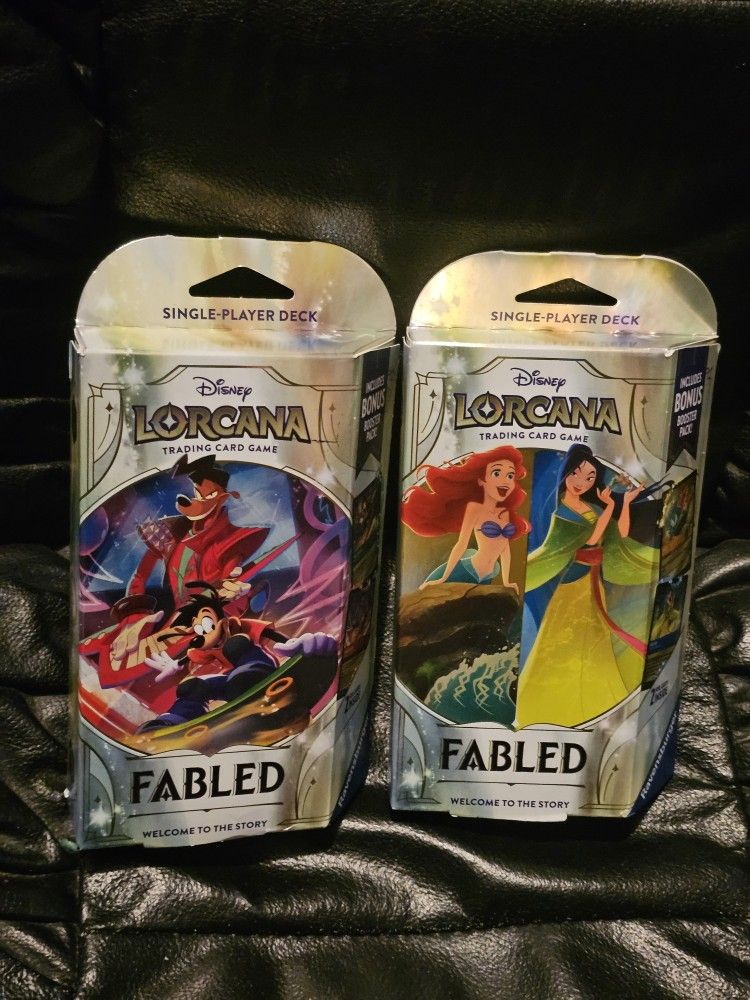 SINGLE-PLAYER DECK
Disney
LORCANA
TRADING CARD GAME
INCLUDES
BONUS
BOOSTER
PACK!
FABLED
WELCOME TO THE STORY
SINGLE-PLAYER DECK
Disney
LORCANA
TRADING CARD GAME
INCLUDES
BONUS
BOOSTER
PACK!
FABLED
WELCOME TO THE STORY
Ravensburger